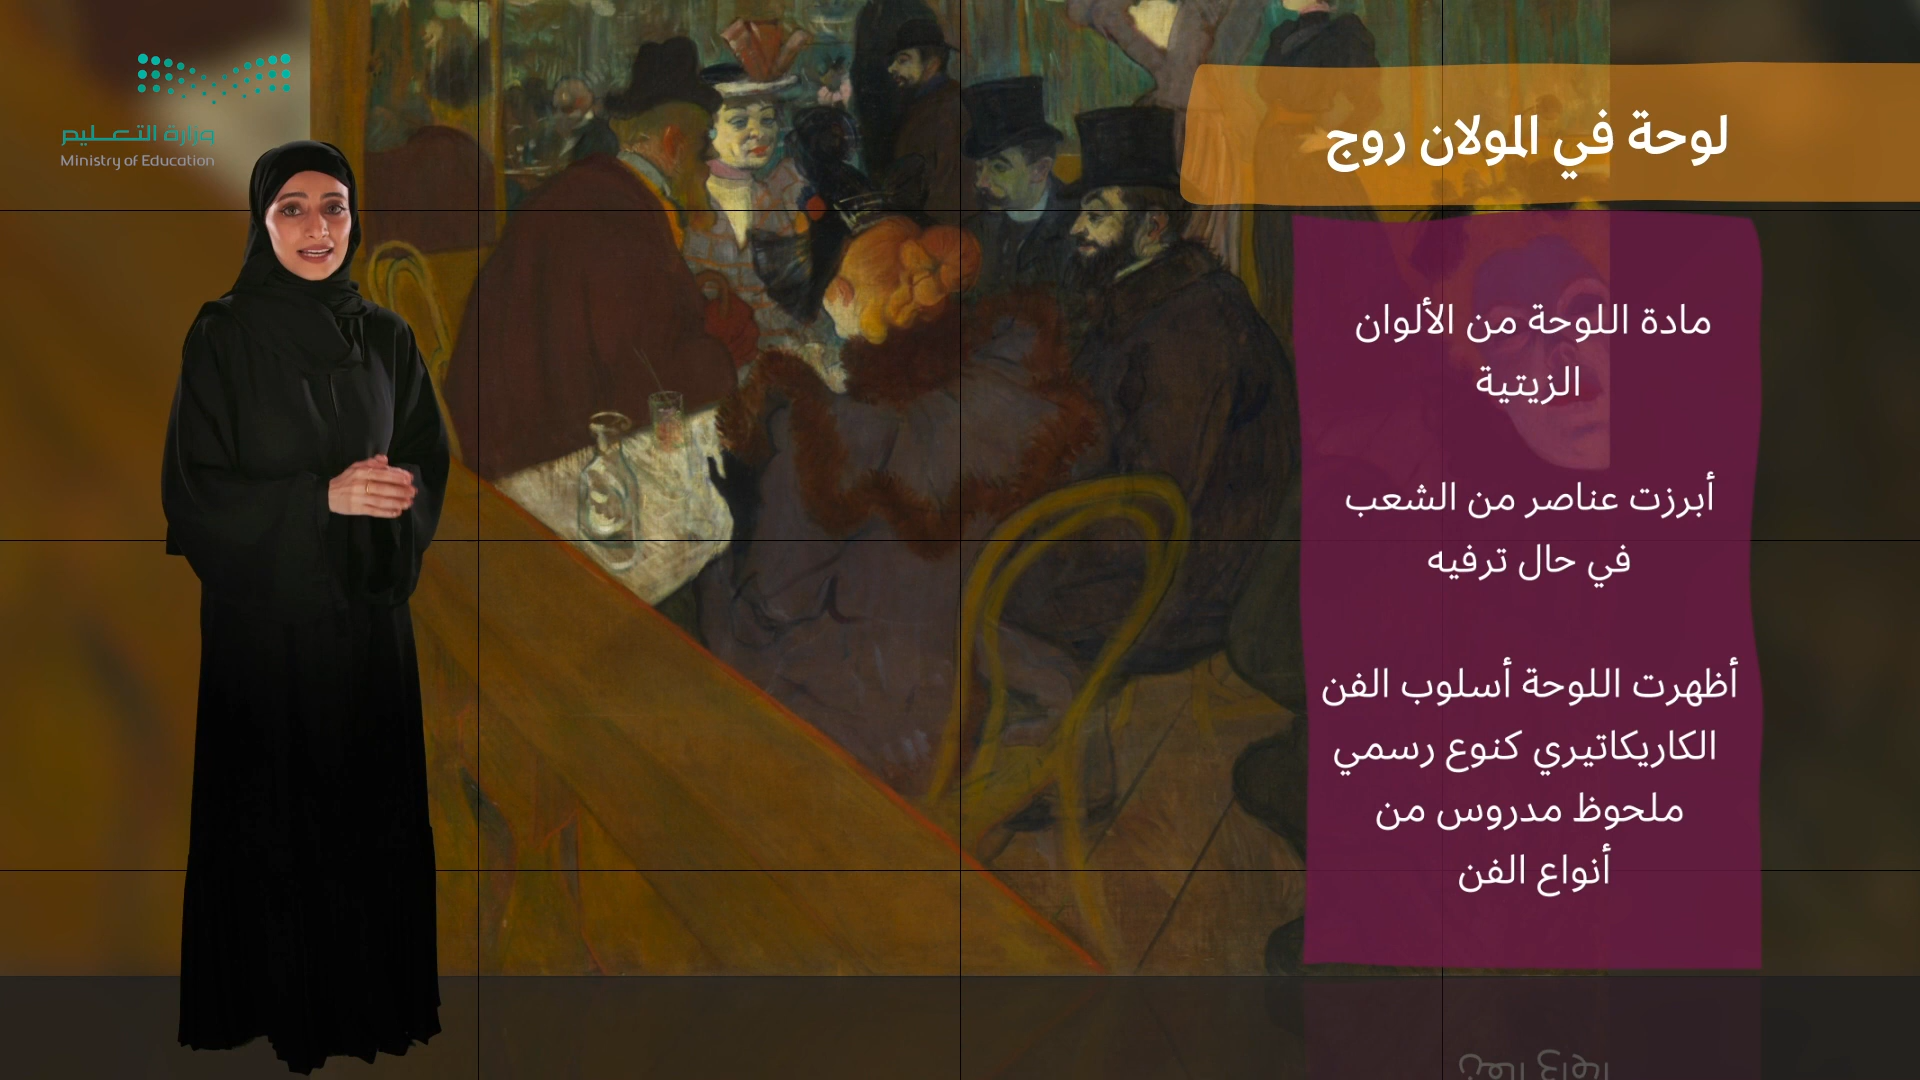 وزارة التعليم
Ministry of Education
لوحة في المولان روج
مادة اللوحة من الألوان
الزيتية
أبرزت عناصر من الشعب
في حال ترفيه
أظهرت اللوحة أسلوب الفن
الكاريكاتيري كنوع رسمي
ملحوظ مدروس من
أنواع الفن